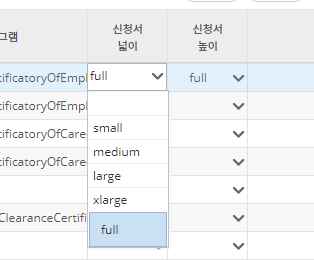 그램 신청서 넓이 신청서 높이
tificatoryOfEmpl full full
tificatoryOfEmpl
small
tificatoryOfCare
medium
tificatoryOfCare
large
xlarge
ClearanceCertifi
full